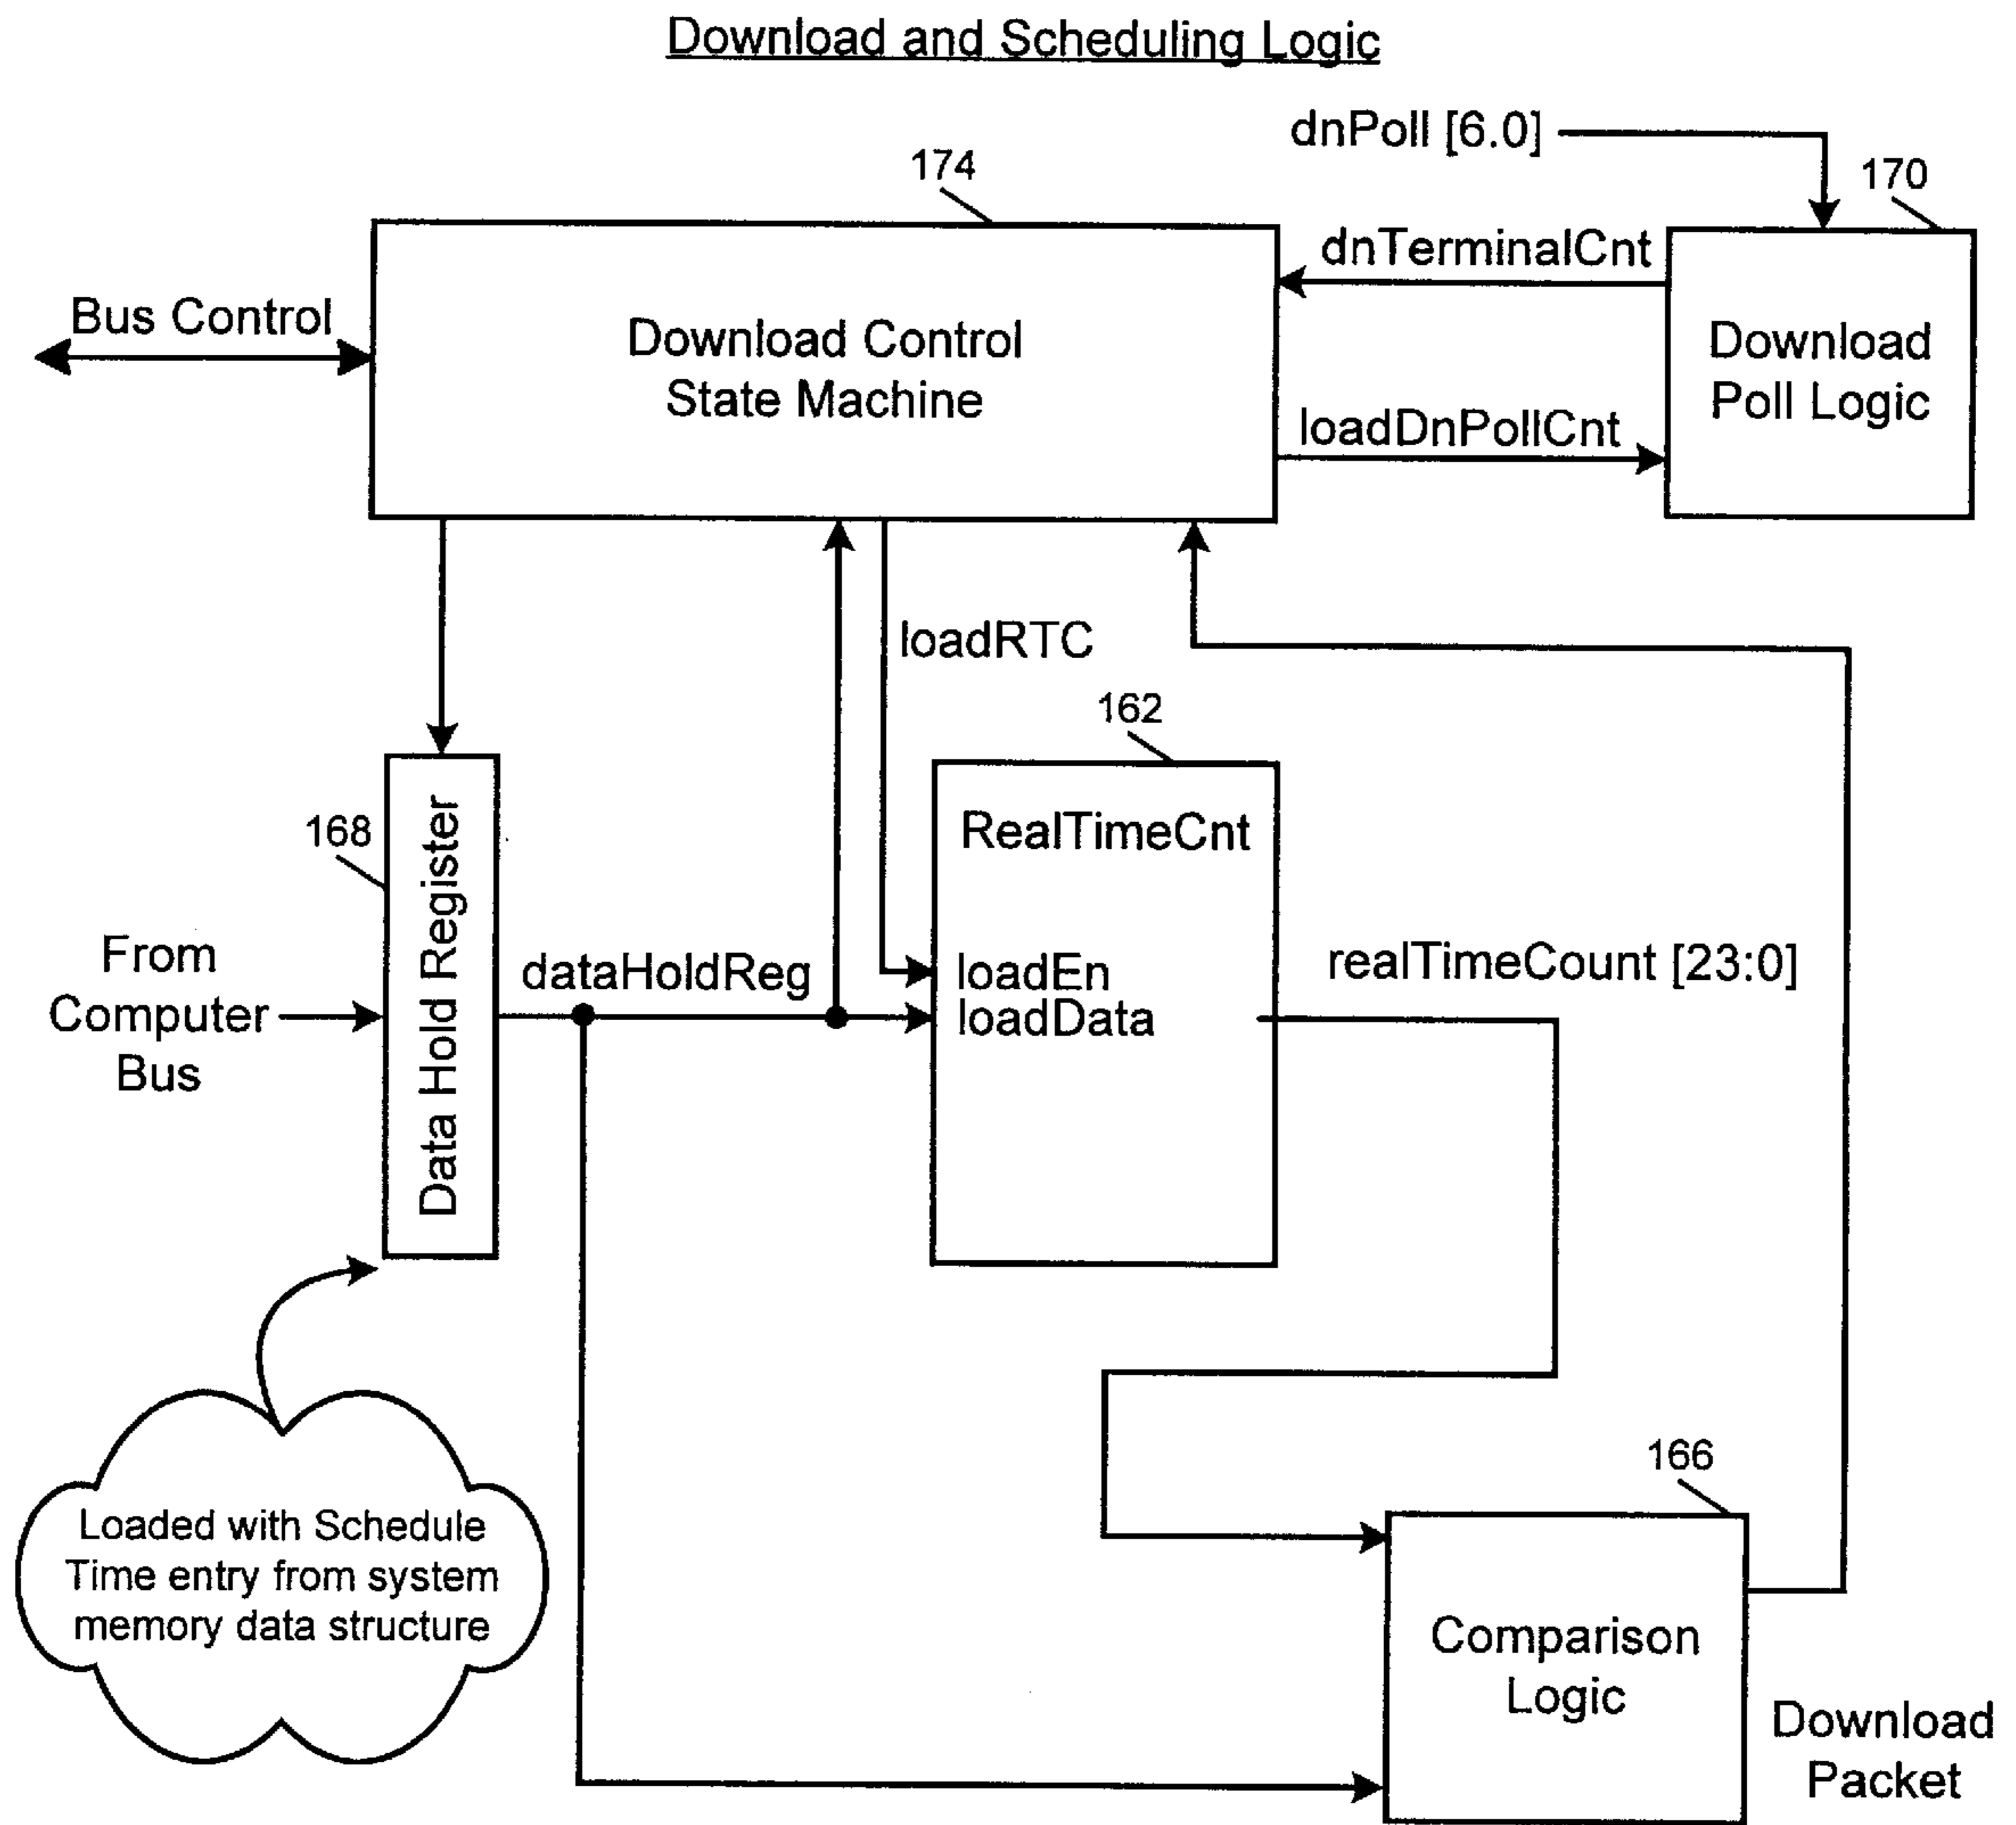 Download and Scheduling Logic
dnPoll [6.0]
174
170
dnTerminalCnt
Bus Control
Download Control
State Machine
Download
Poll Logic
loadDnPollCnt
loadRTC
162
168
Data Hold Register
RealTimeCnt
From
Computer
Bus
dataHoldReg
loadEn
loadData
realTimeCount [23:0]
166
Loaded with Schedule
Time entry from system
memory data structure
Comparison
Logic
Download
Packet